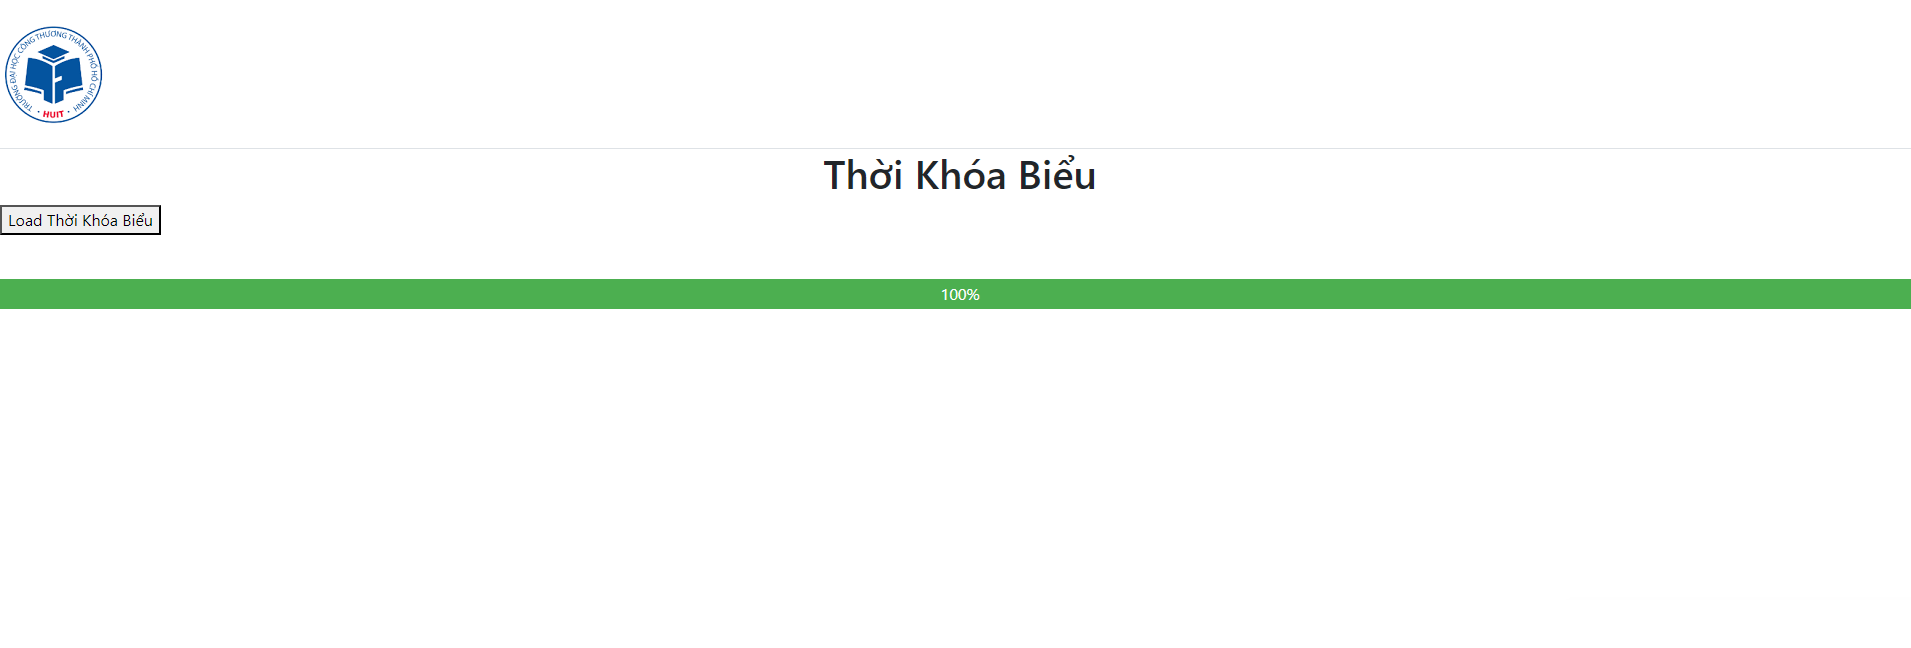 TRƯỜNG ĐẠI HỌC CÔNG THƯƠNG THÀNH PHỐ HỒ CHÍ MINH
HUIT
Thời Khóa Biểu
Load Thời Khóa Biểu
100%